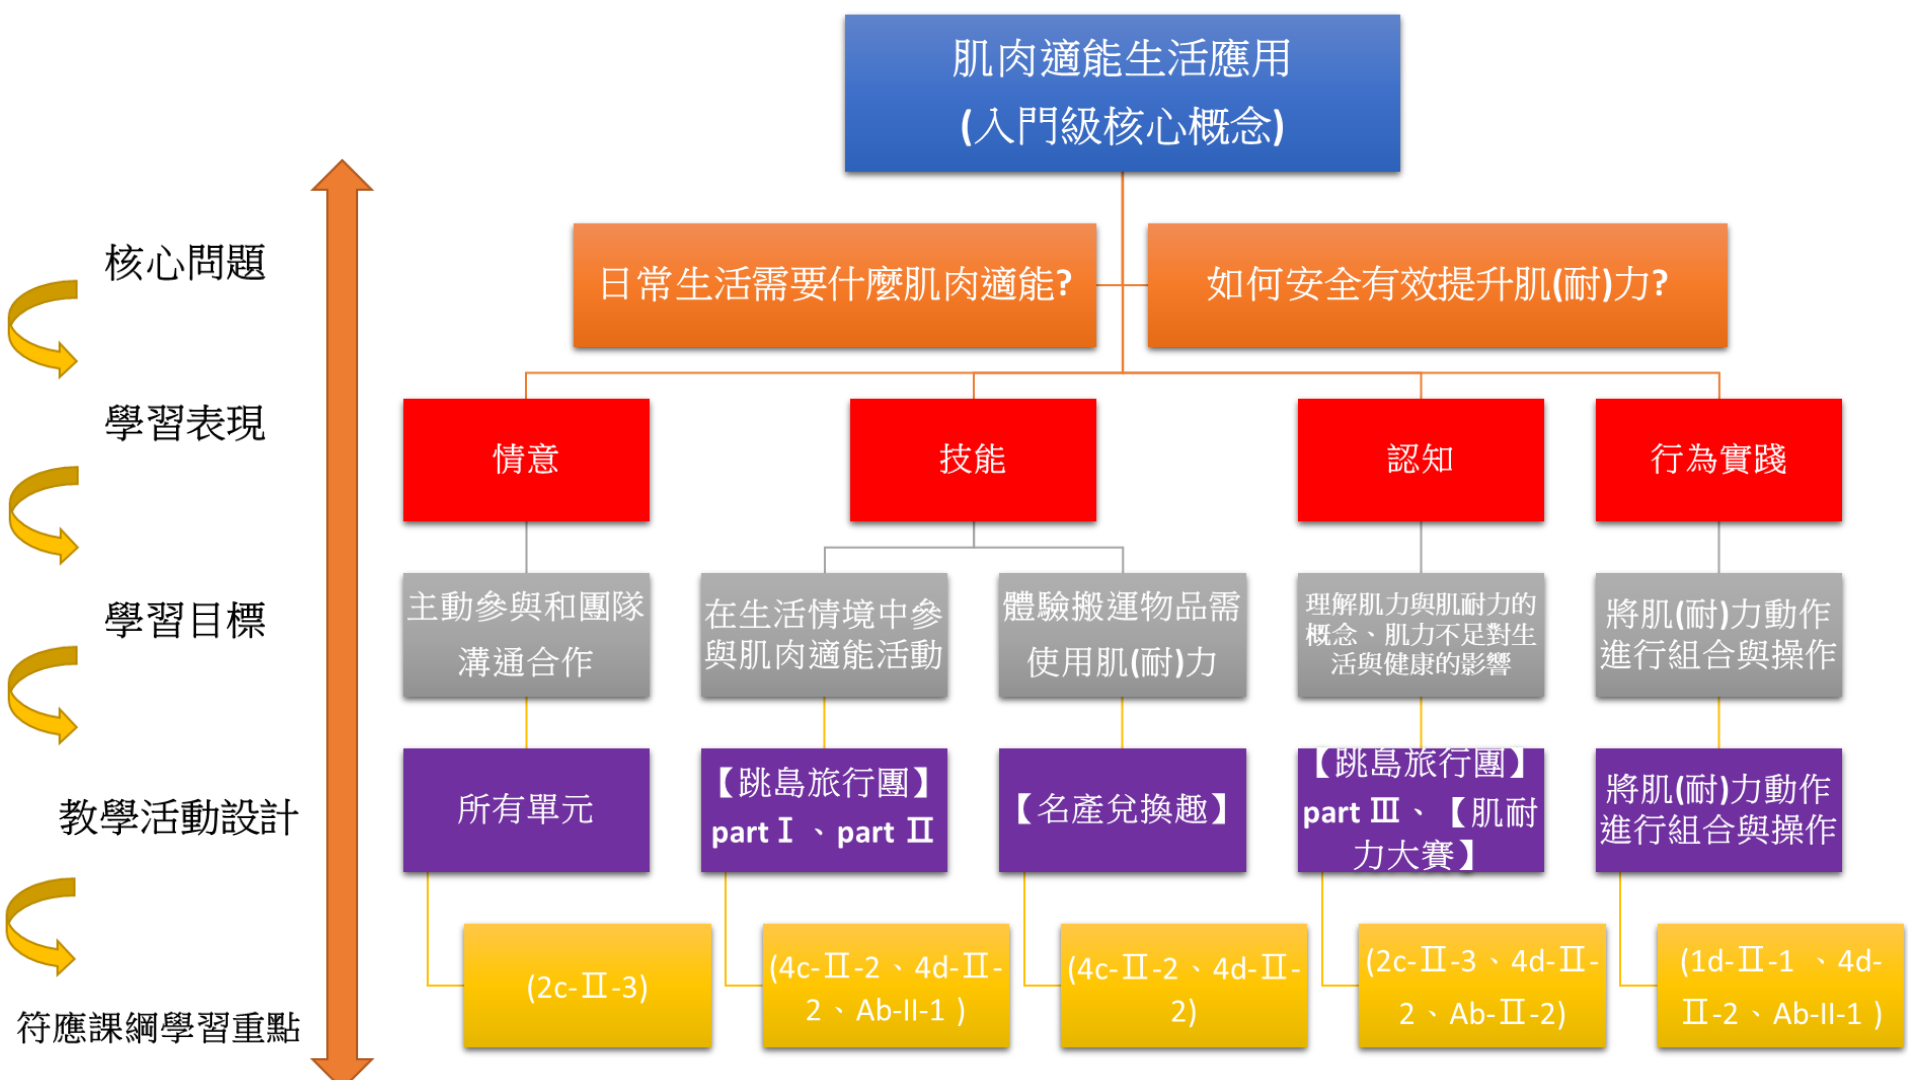 肌肉適能生活應用
(入門級核心概念)
核心問題
日常生活需要什麼肌肉適能?
如何安全有效提升肌(耐)力?
學習表現
情意
技能
認知
行為實踐
學習目標
主動參與和團隊
溝通合作
在生活情境中參
與肌肉適能活動
體驗搬運物品需
使用肌(耐)力
理解肌力與肌耐力的
概念、肌力不足對生
活與健康的影響
將肌(耐)力動作
進行組合與操作
教學活動設計
所有單元
【跳島旅行團】
part Ⅰ、part Ⅱ
【名產兌換趣】
【跳島旅行團】
part Ⅲ、【肌耐
力大賽】
將肌(耐)力動作
進行組合與操作
符應課綱學習重點
(2c-Ⅱ-3)
(4c-Ⅱ-2、4d-Ⅱ-
2、Ab-II-1 )
(4c-Ⅱ-2、4d-Ⅱ-
2)
(2c-Ⅱ-3、4d-Ⅱ-
2、Ab-Ⅱ-2)
(1d-Ⅱ-1 、4d-
Ⅱ-2、Ab-II-1 )